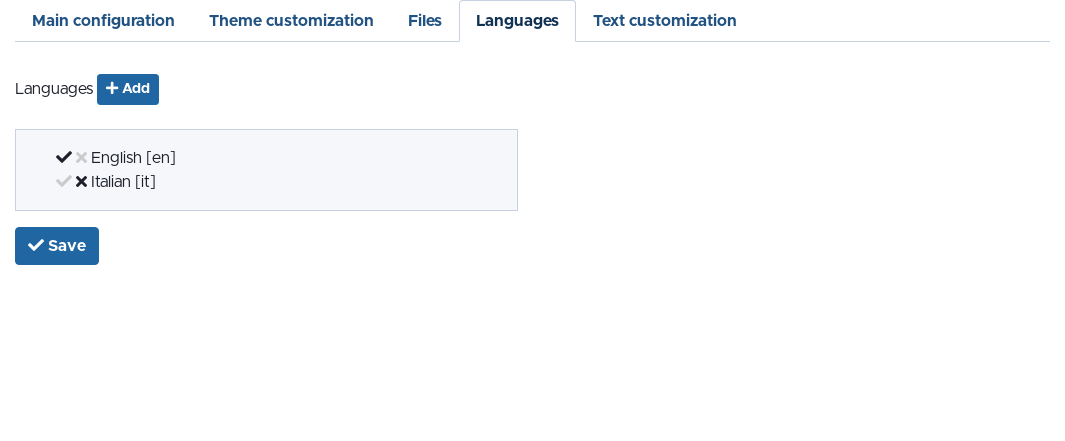 Main configuration Theme customization Files Languages Text customization
Languages Add
English [en]
Italian [it]
Save